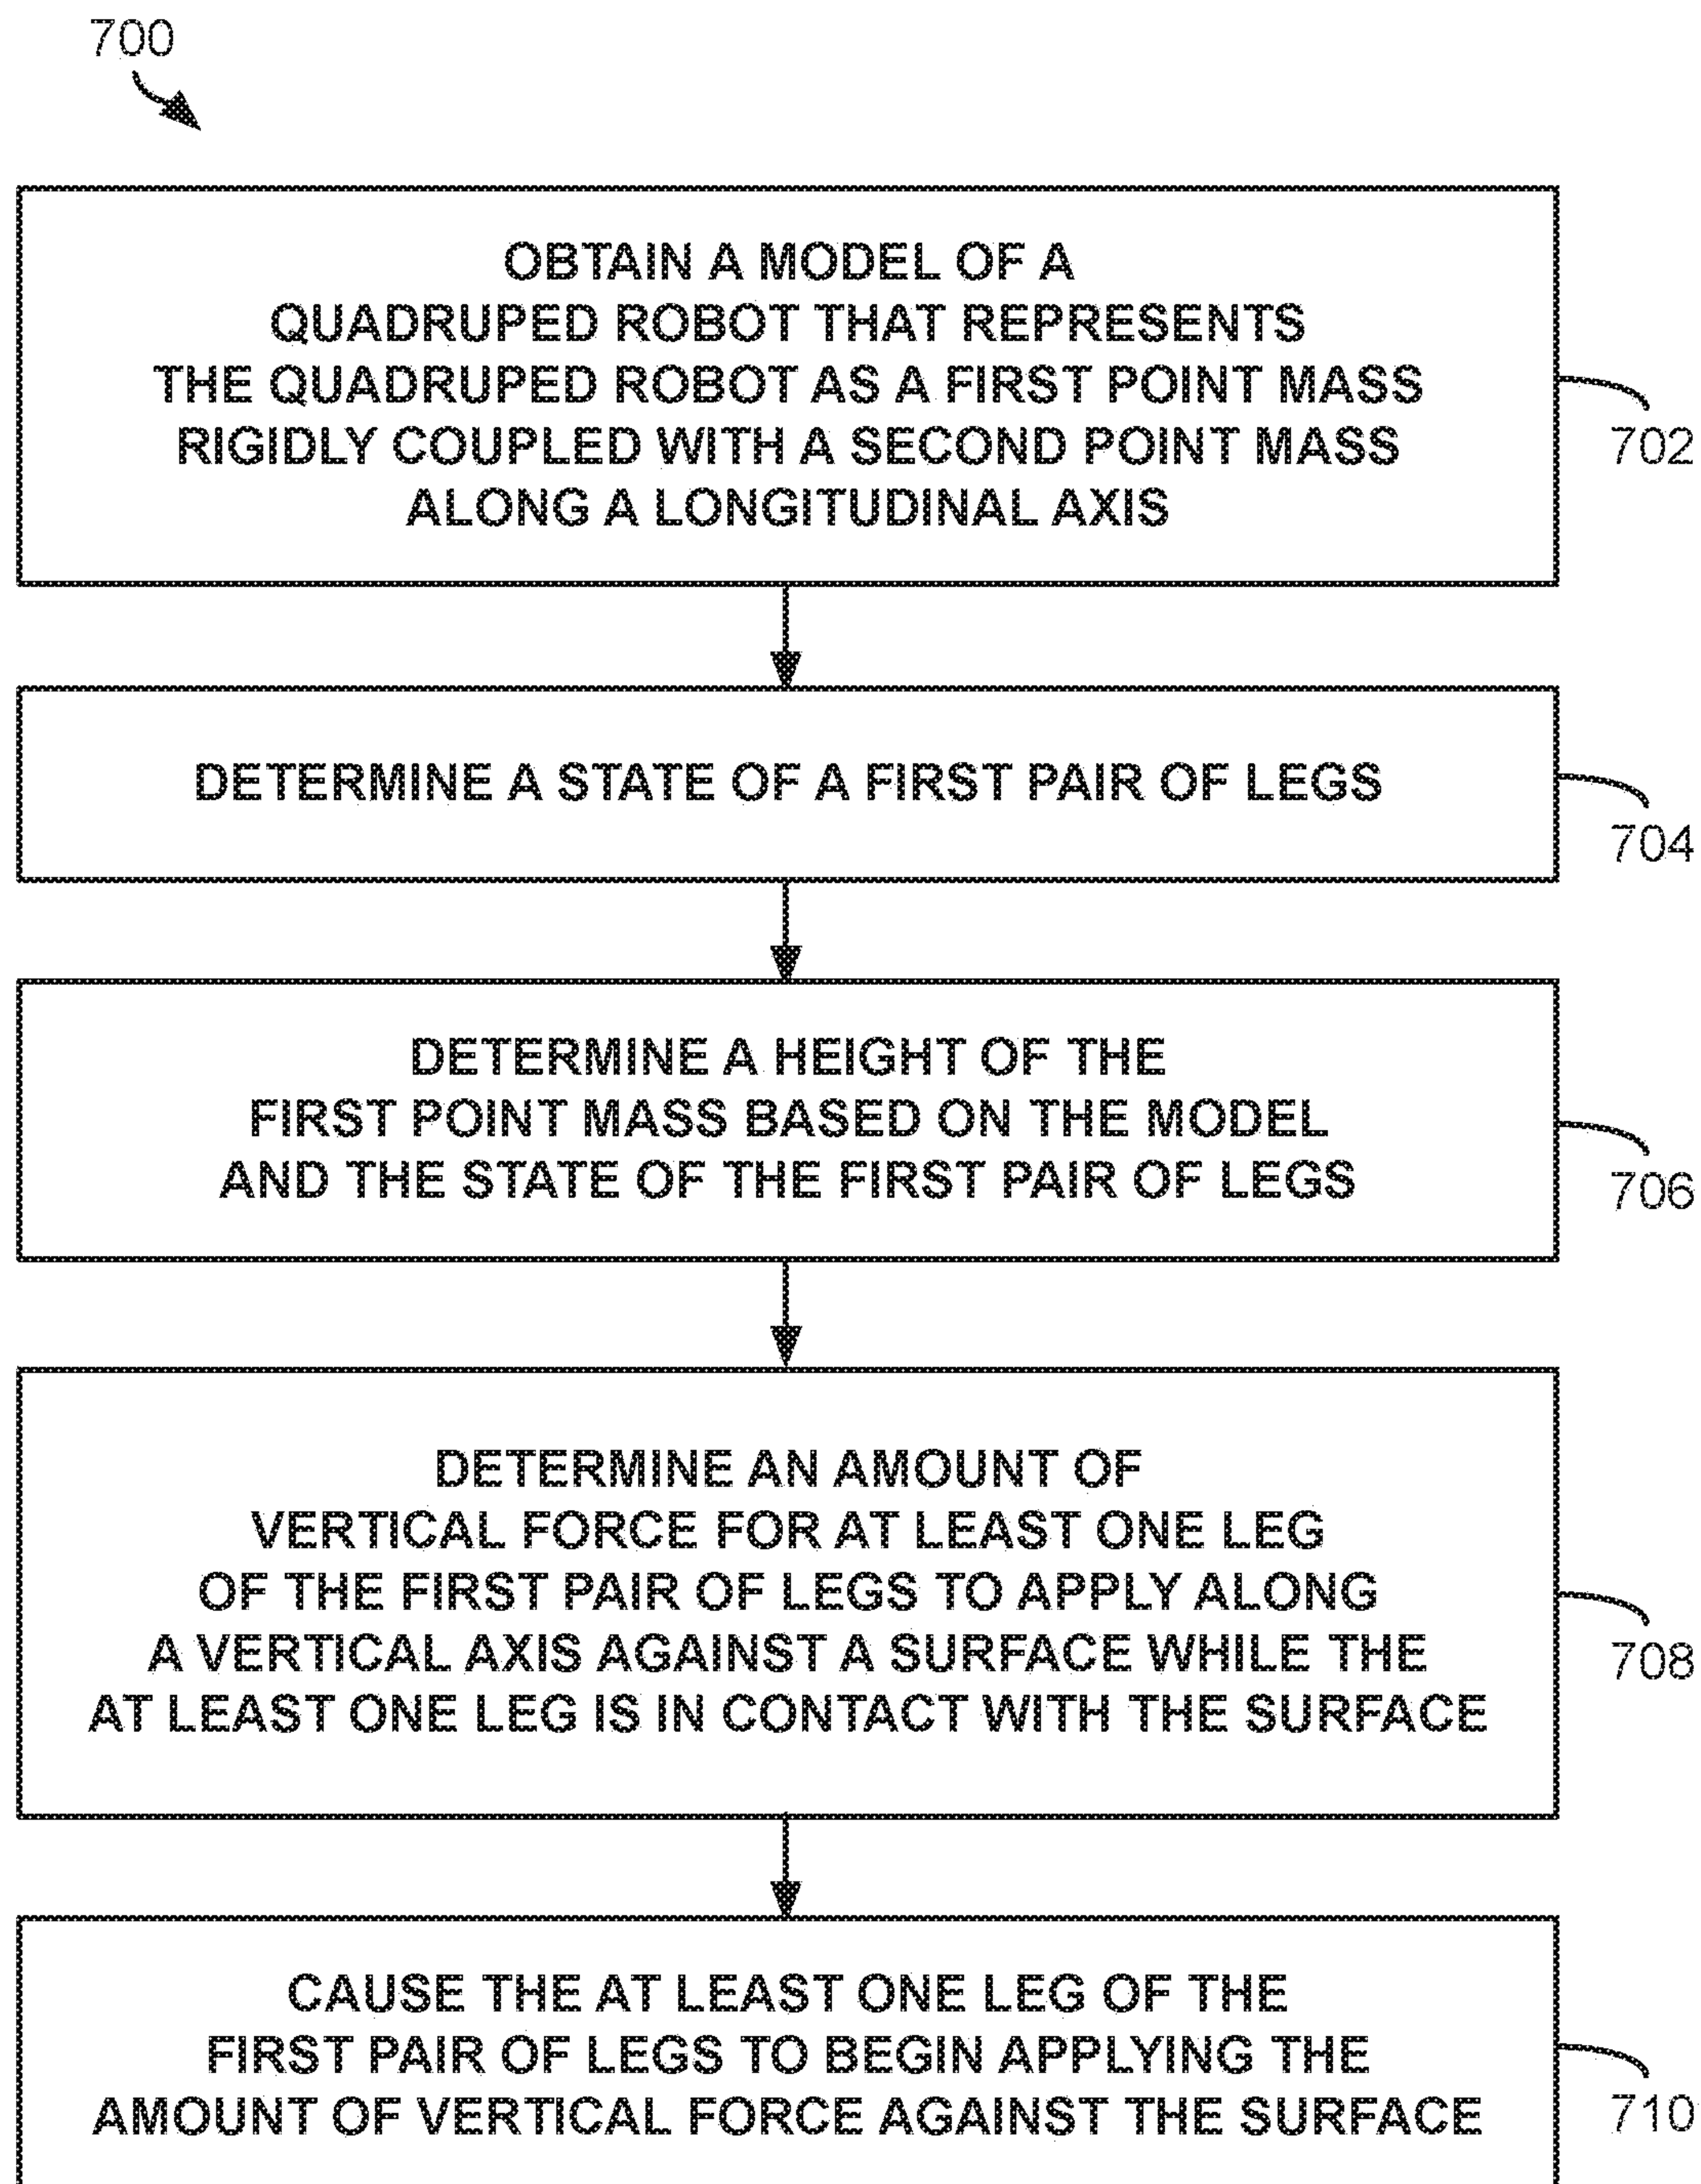 700
OBTAIN A MODEL OF A
QUADRUPED ROBOT THAT REPRESENTS
THE QUADRUPED ROBOT AS A FIRST POINT MASS
RIGIDLY COUPLED WITH A SECOND POINT MASS
ALONG A LONGITUDINAL AXIS
702
DETERMINE A STATE OF A FIRST PAIR OF LEGS
704
DETERMINE A HEIGHT OF THE
FIRST POINT MASS BASED ON THE MODEL
AND THE STATE OF THE FIRST PAIR OF LEGS
706
DETERMINE AN AMOUNT OF
VERTICAL FORCE FOR AT LEAST ONE LEG
OF THE FIRST PAIR OF LEGS TO APPLY ALONG
A VERTICAL AXIS AGAINST A SURFACE WHILE THE
AT LEAST ONE LEG IS IN CONTACT WITH THE SURFACE
708
CAUSE THE AT LEAST ONE LEG OF THE
FIRST PAIR OF LEGS TO BEGIN APPLYING THE
AMOUNT OF VERTICAL FORCE AGAINST THE SURFACE
710